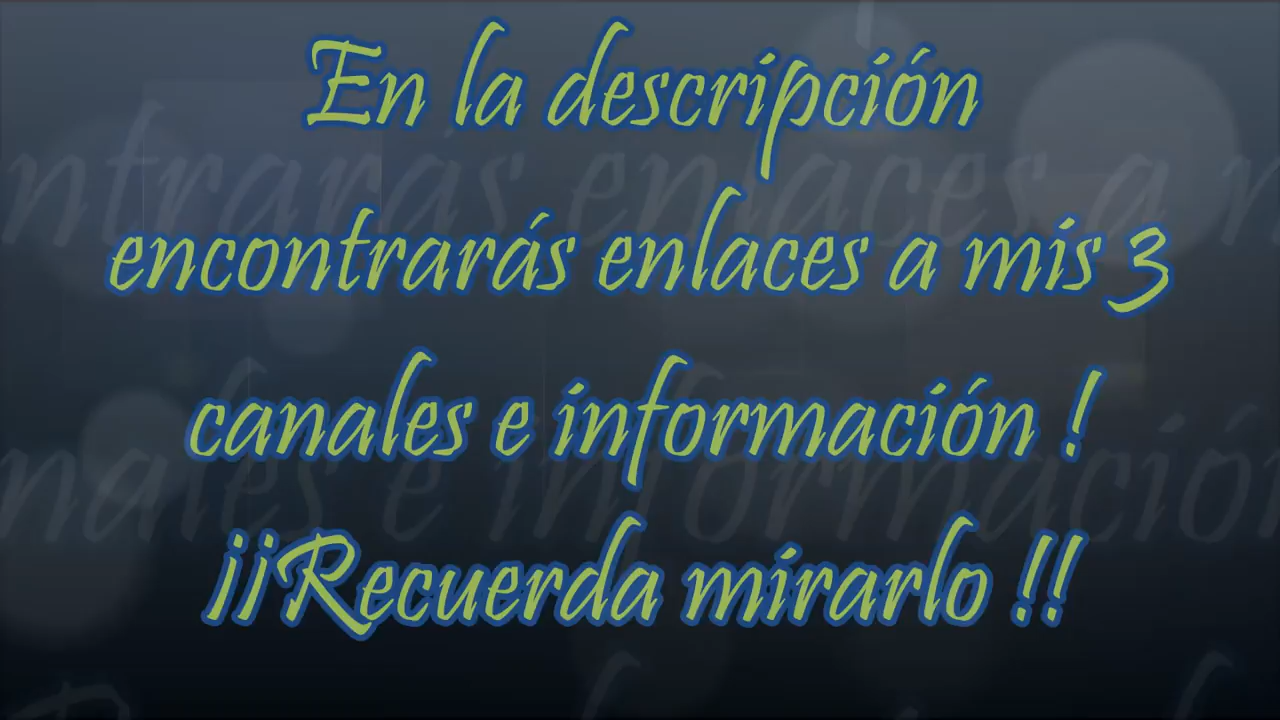 En la descripción
encontrarás enlaces a mis 3
canales e información !
¡¡Recuerda mirarlo !!